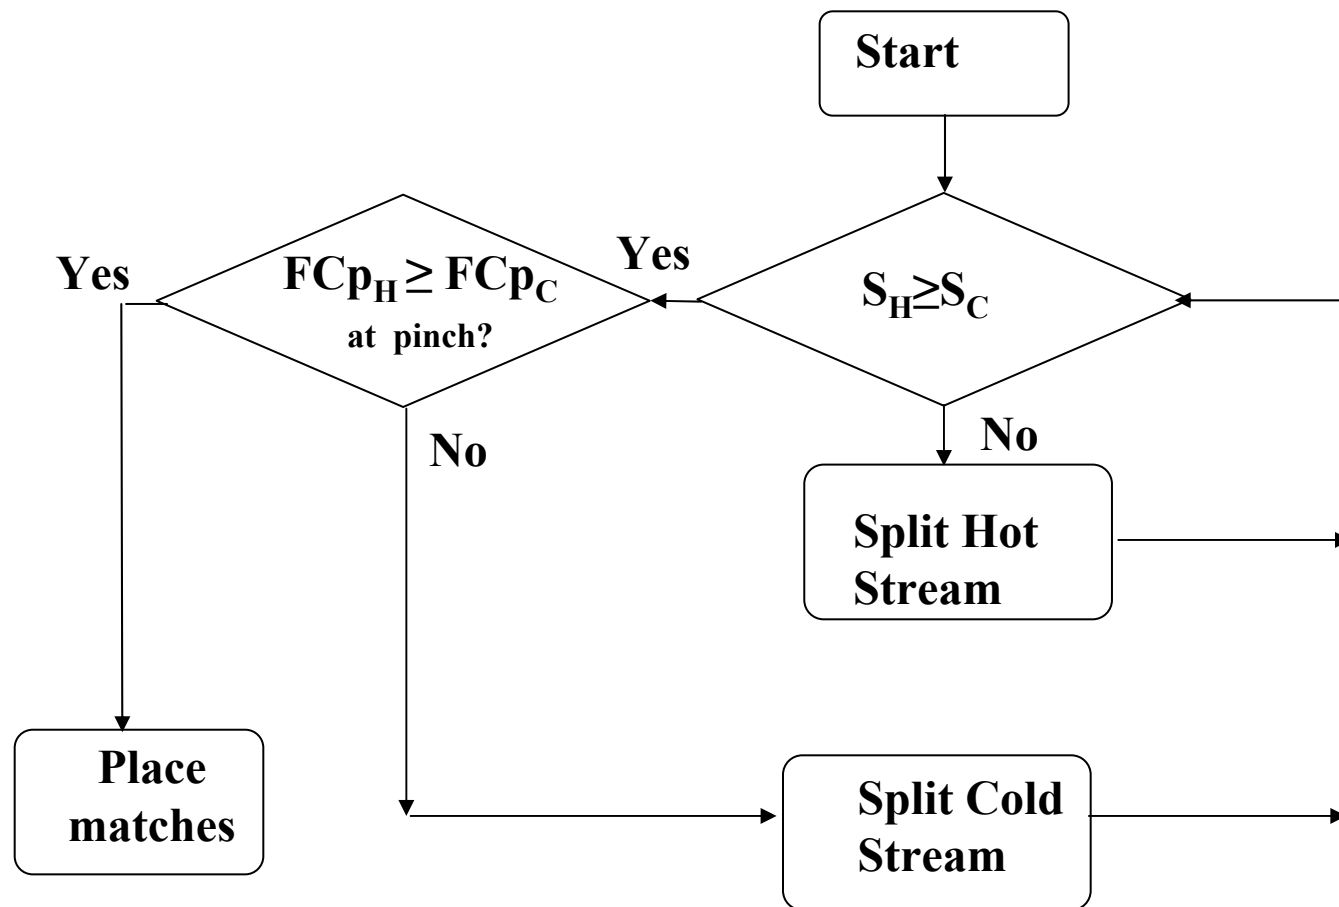 Start
Yes
FCp_H ≥ FCp_C
at pinch?
Yes
S_H≥S_C
No
No
Split Hot
Stream
Place
matches
Split Cold
Stream